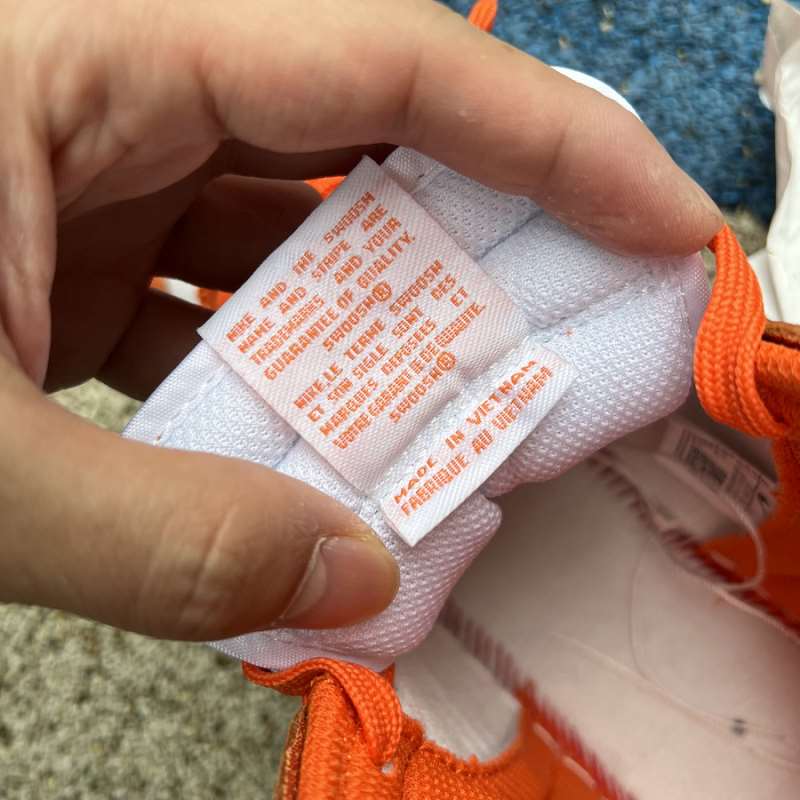 NIKE AND THE SWOOSH
NAME AND STRIPE ARE
TRADEMARKS AND YOUR
GUARANTEE OF QUALITY.
SWOOSH®
NIKE.LE TERME SWOOSH
ET SON SIGLE SONT DES
MARQUES DEPOSEES ET
VOTRE GARANTIE DE QUALITE.
SWOOSH®
MADE IN VIETNAM
FABRIQUE AU VIETNAM